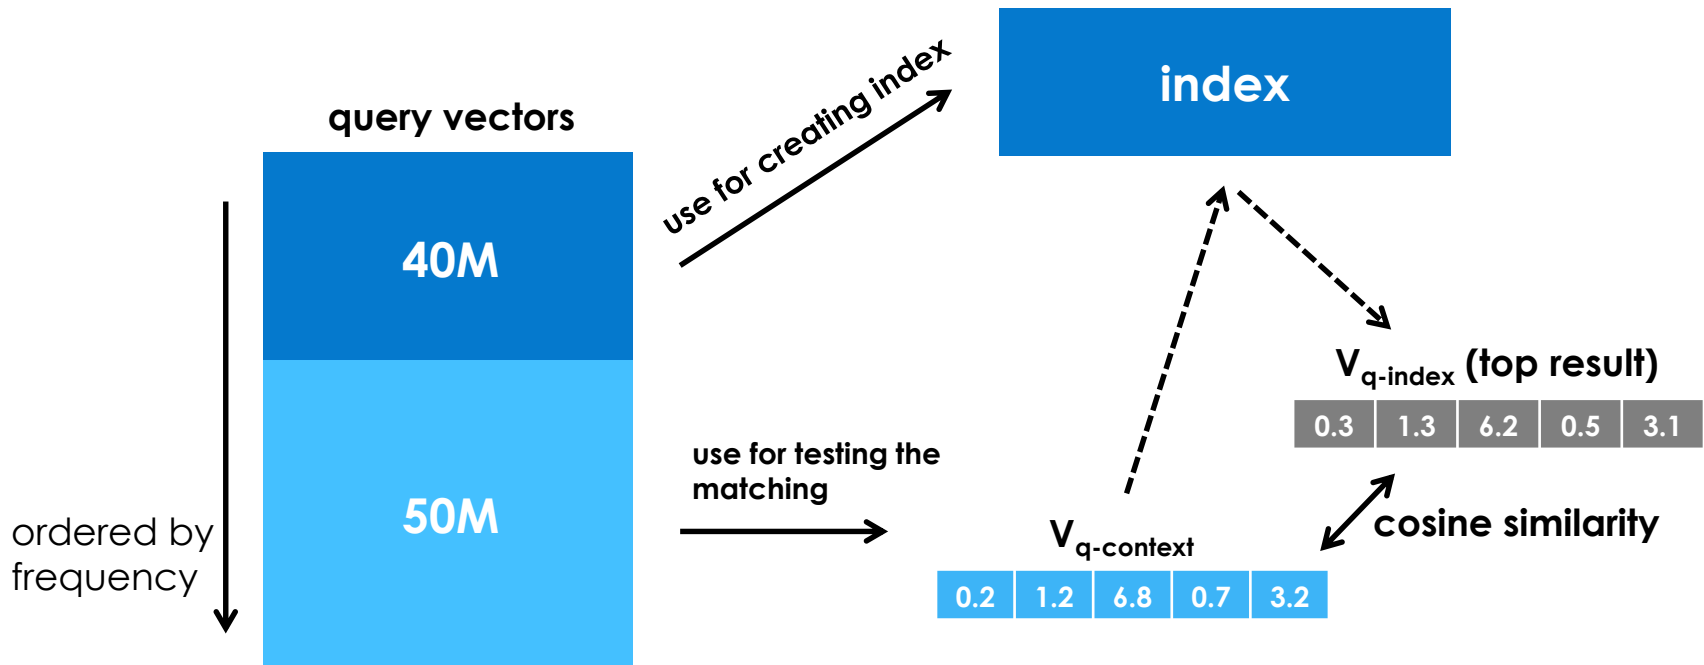 query vectors
40M
50M
ordered by
frequency
use for creating index
index
use for testing the
matching
V_q-context
0.2 1.2 6.8 0.7 3.2
V_q-index (top result)
0.3 1.3 6.2 0.5 3.1
cosine similarity